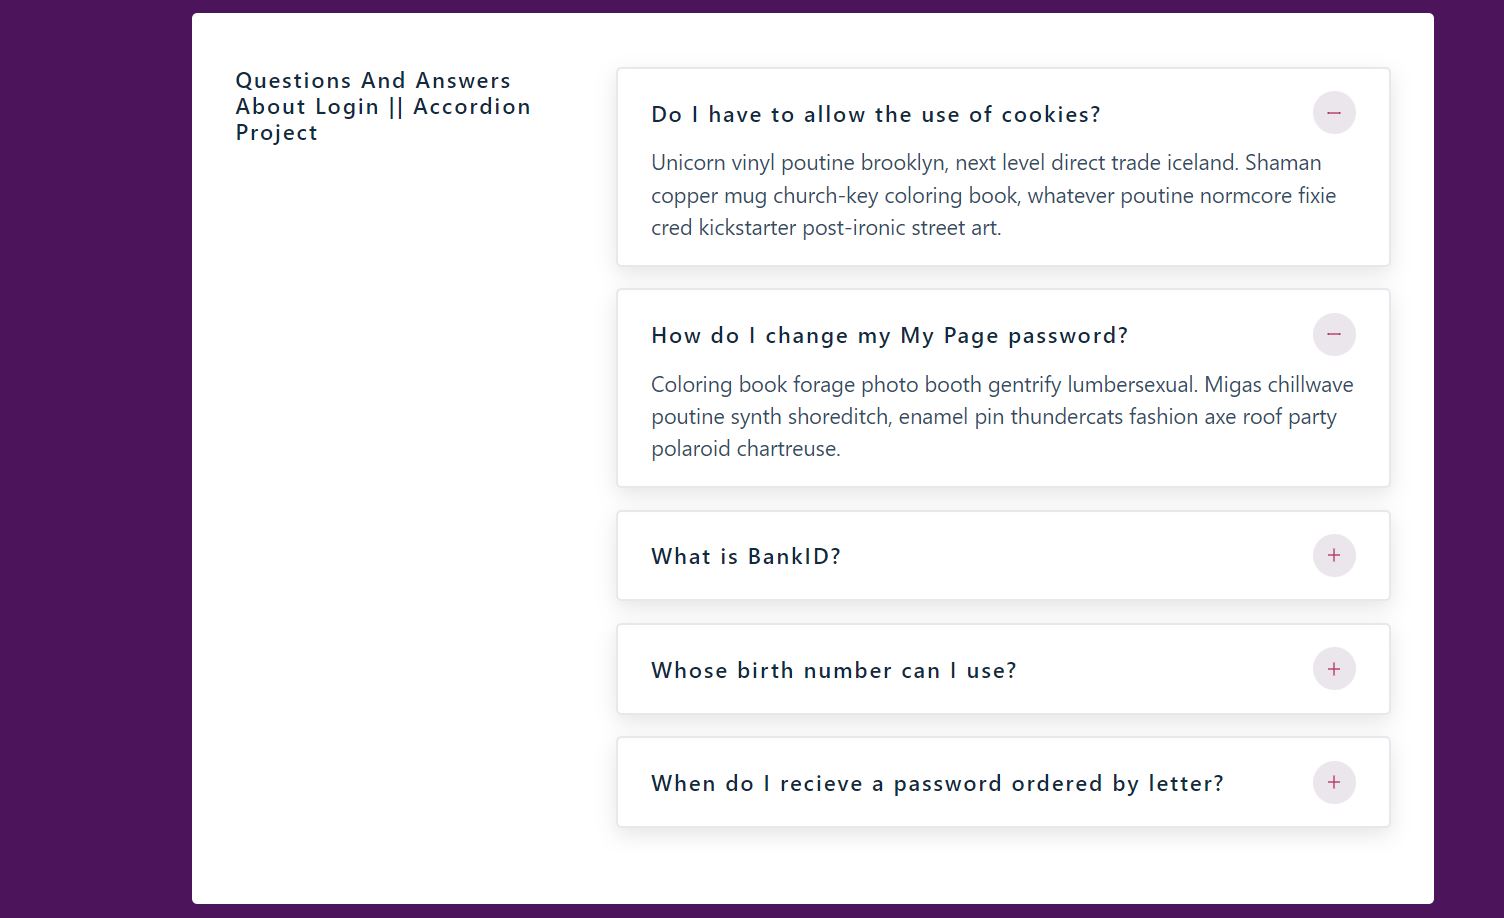 Questions And Answers
About Login || Accordion
Project
Do I have to allow the use of cookies?
Unicorn vinyl poutine brooklyn, next level direct trade iceland. Shaman
copper mug church-key coloring book, whatever poutine normcore fixie
cred kickstarter post-ironic street art.
How do I change my My Page password?
Coloring book forage photo booth gentrify lumbersexual. Migas chillwave
poutine synth shoreditch, enamel pin thundercats fashion axe roof party
polaroid chartreuse.
What is BankID?
Whose birth number can I use?
When do I recieve a password ordered by letter?